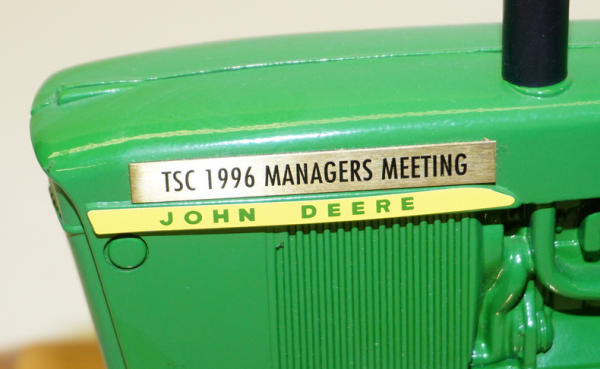 TSC 1996 MANAGERS MEETING
JOHN DEERE